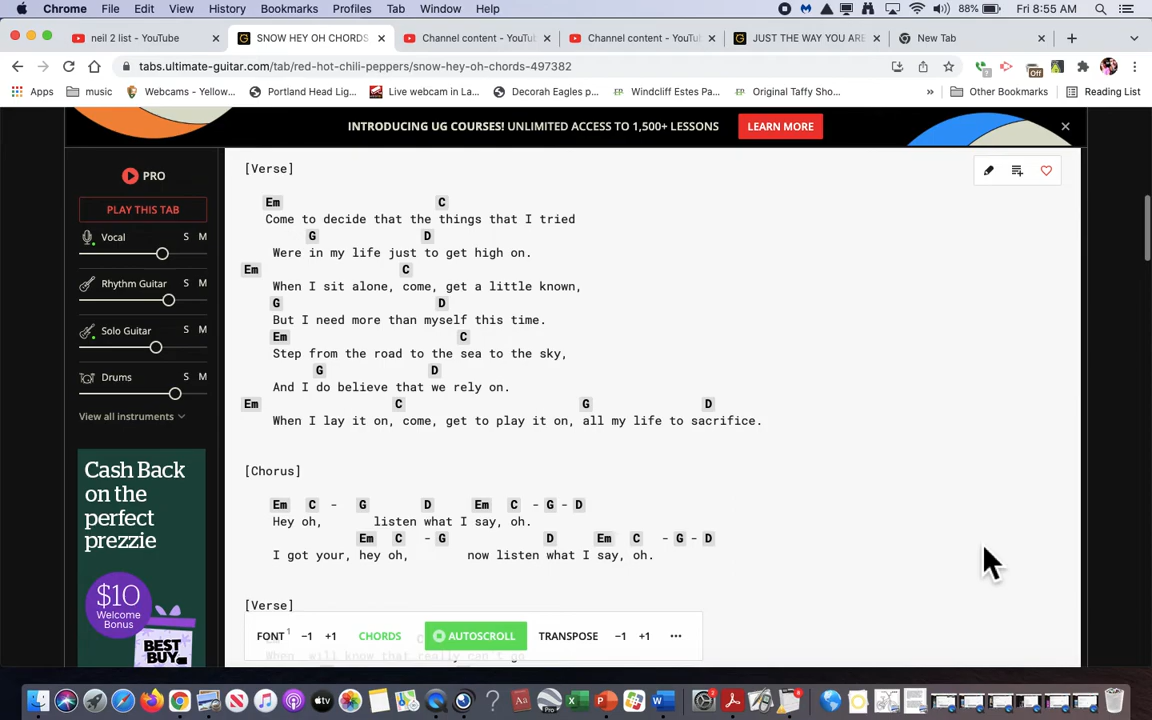 Chrome File Edit View History Bookmarks Profiles Tab Window Help 88% Fri 8:55 AM
neil 2 list - YouTube SNOW HEY OH CHORDS Channel content - YouTub Channel content - YouTub JUST THE WAY YOU ARE New Tab
tabs.ultimate-guitar.com/tab/red-hot-chili-peppers/snow-hey-oh-chords-497382
Apps music Webcams - Yellow... Portland Head Lig... Live webcam in La... Decorah Eagles p... Windcliff Estes Pa... Original Taffy Sho... » Other Bookmarks Reading List
INTRODUCING UG COURSES! UNLIMITED ACCESS TO 1,500+ LESSONS LEARN MORE
PRO
PLAY THIS TAB
Vocal S M
Rhythm Guitar S M
Solo Guitar S M
Drums S M
View all instruments
Cash Back
on the
perfect
prezzie
$10
Welcome
Bonus
BEST
BUY
[Verse]
Em C
Come to decide that the things that I tried
G D
Were in my life just to get high on.
Em C
When I sit alone, come, get a little known,
G D
But I need more than myself this time.
Em C
Step from the road to the sea to the sky,
G D
And I do believe that we rely on.
Em C G D
When I lay it on, come, get to play it on, all my life to sacrifice.
[Chorus]
Em C - G D Em C - G - D
Hey oh, listen what I say, oh.
Em C - G D Em C - G - D
I got your, hey oh, now listen what I say, oh.
[Verse]
FONT 1 −1 +1 CHORDS AUTOSCROLL TRANSPOSE −1 +1 •••
When will know that really can't go